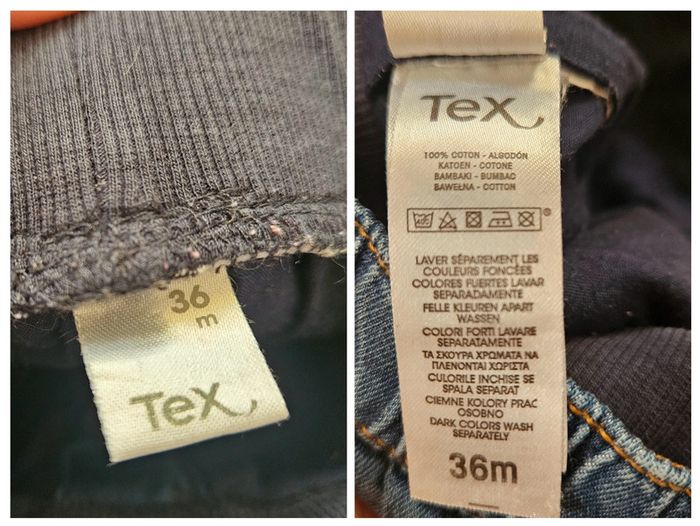 36
m
TeX
TeX
100% COTON - ALGODÓN
KATOEN - COTONE
BAMBAKI - BUMBAC
BAWEŁNA - COTTON
LAVER SÉPAREMENT LES
COULEURS FONCÉES
COLORES FUERTES LAVAR
SEPARADAMENTE
FELLE KLEUREN APART
WASSEN
COLORI FORTI LAVARE
SEPARATAMENTE
ΤΑ ΣΚΟΥΡΑ ΧΡΩΜΑΤΑ ΝΑ
ΠΛΕΝΟΝΤΑΙ ΧΩΡΙΣΤΑ
CULORILE INCHISE SE
SPALA SEPARAT
CIEMNE KOLORY PRAĆ
OSOBNO
DARK COLORS WASH
SEPARATELY
36m